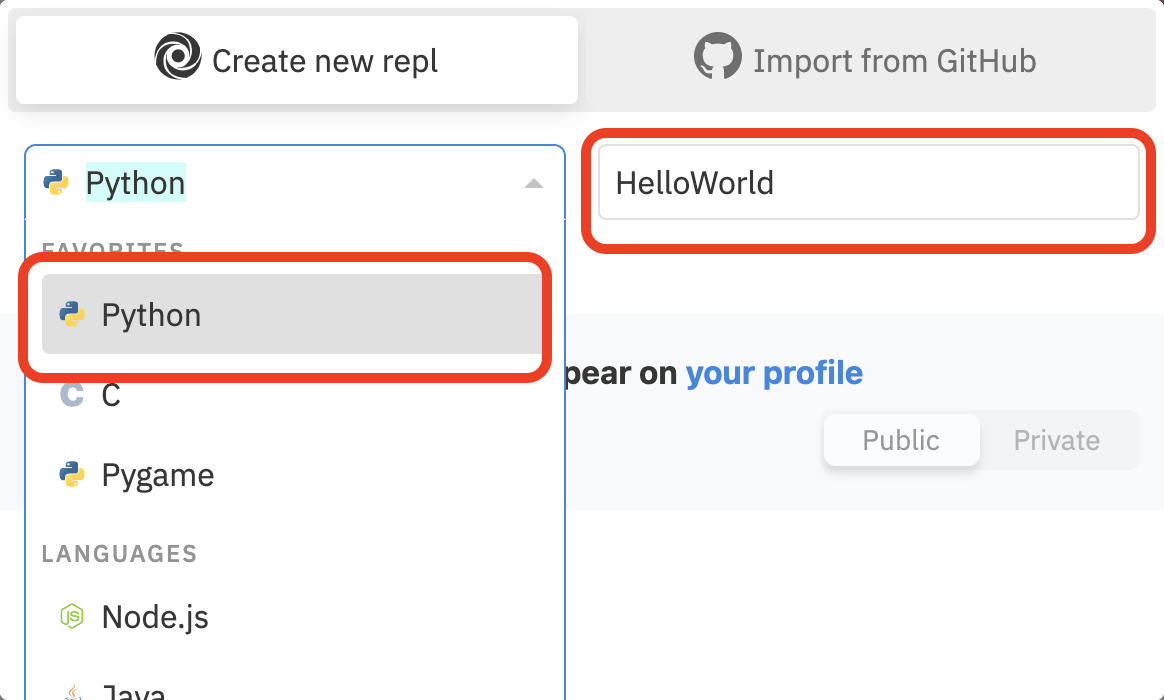 Create new repl
Import from GitHub
Python
HelloWorld
FAVORITES
Python
pear on your profile
C
Public
Private
Pygame
LANGUAGES
Node.js
Java